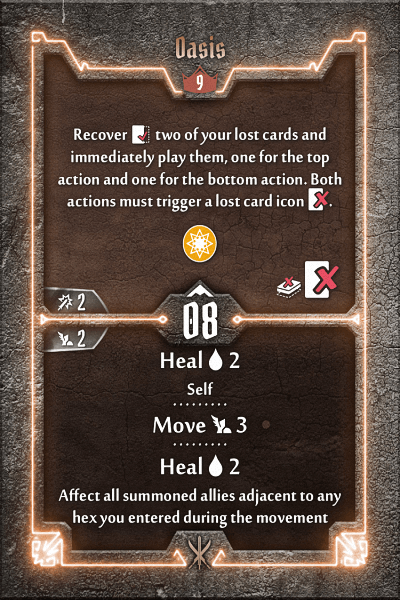 Oasis
9
Recover two of your lost cards and
immediately play them, one for the top
action and one for the bottom action. Both
actions must trigger a lost card icon .
2
08
2
Heal 2
Self
Move 3
Heal 2
Affect all summoned allies adjacent to any
hex you entered during the movement